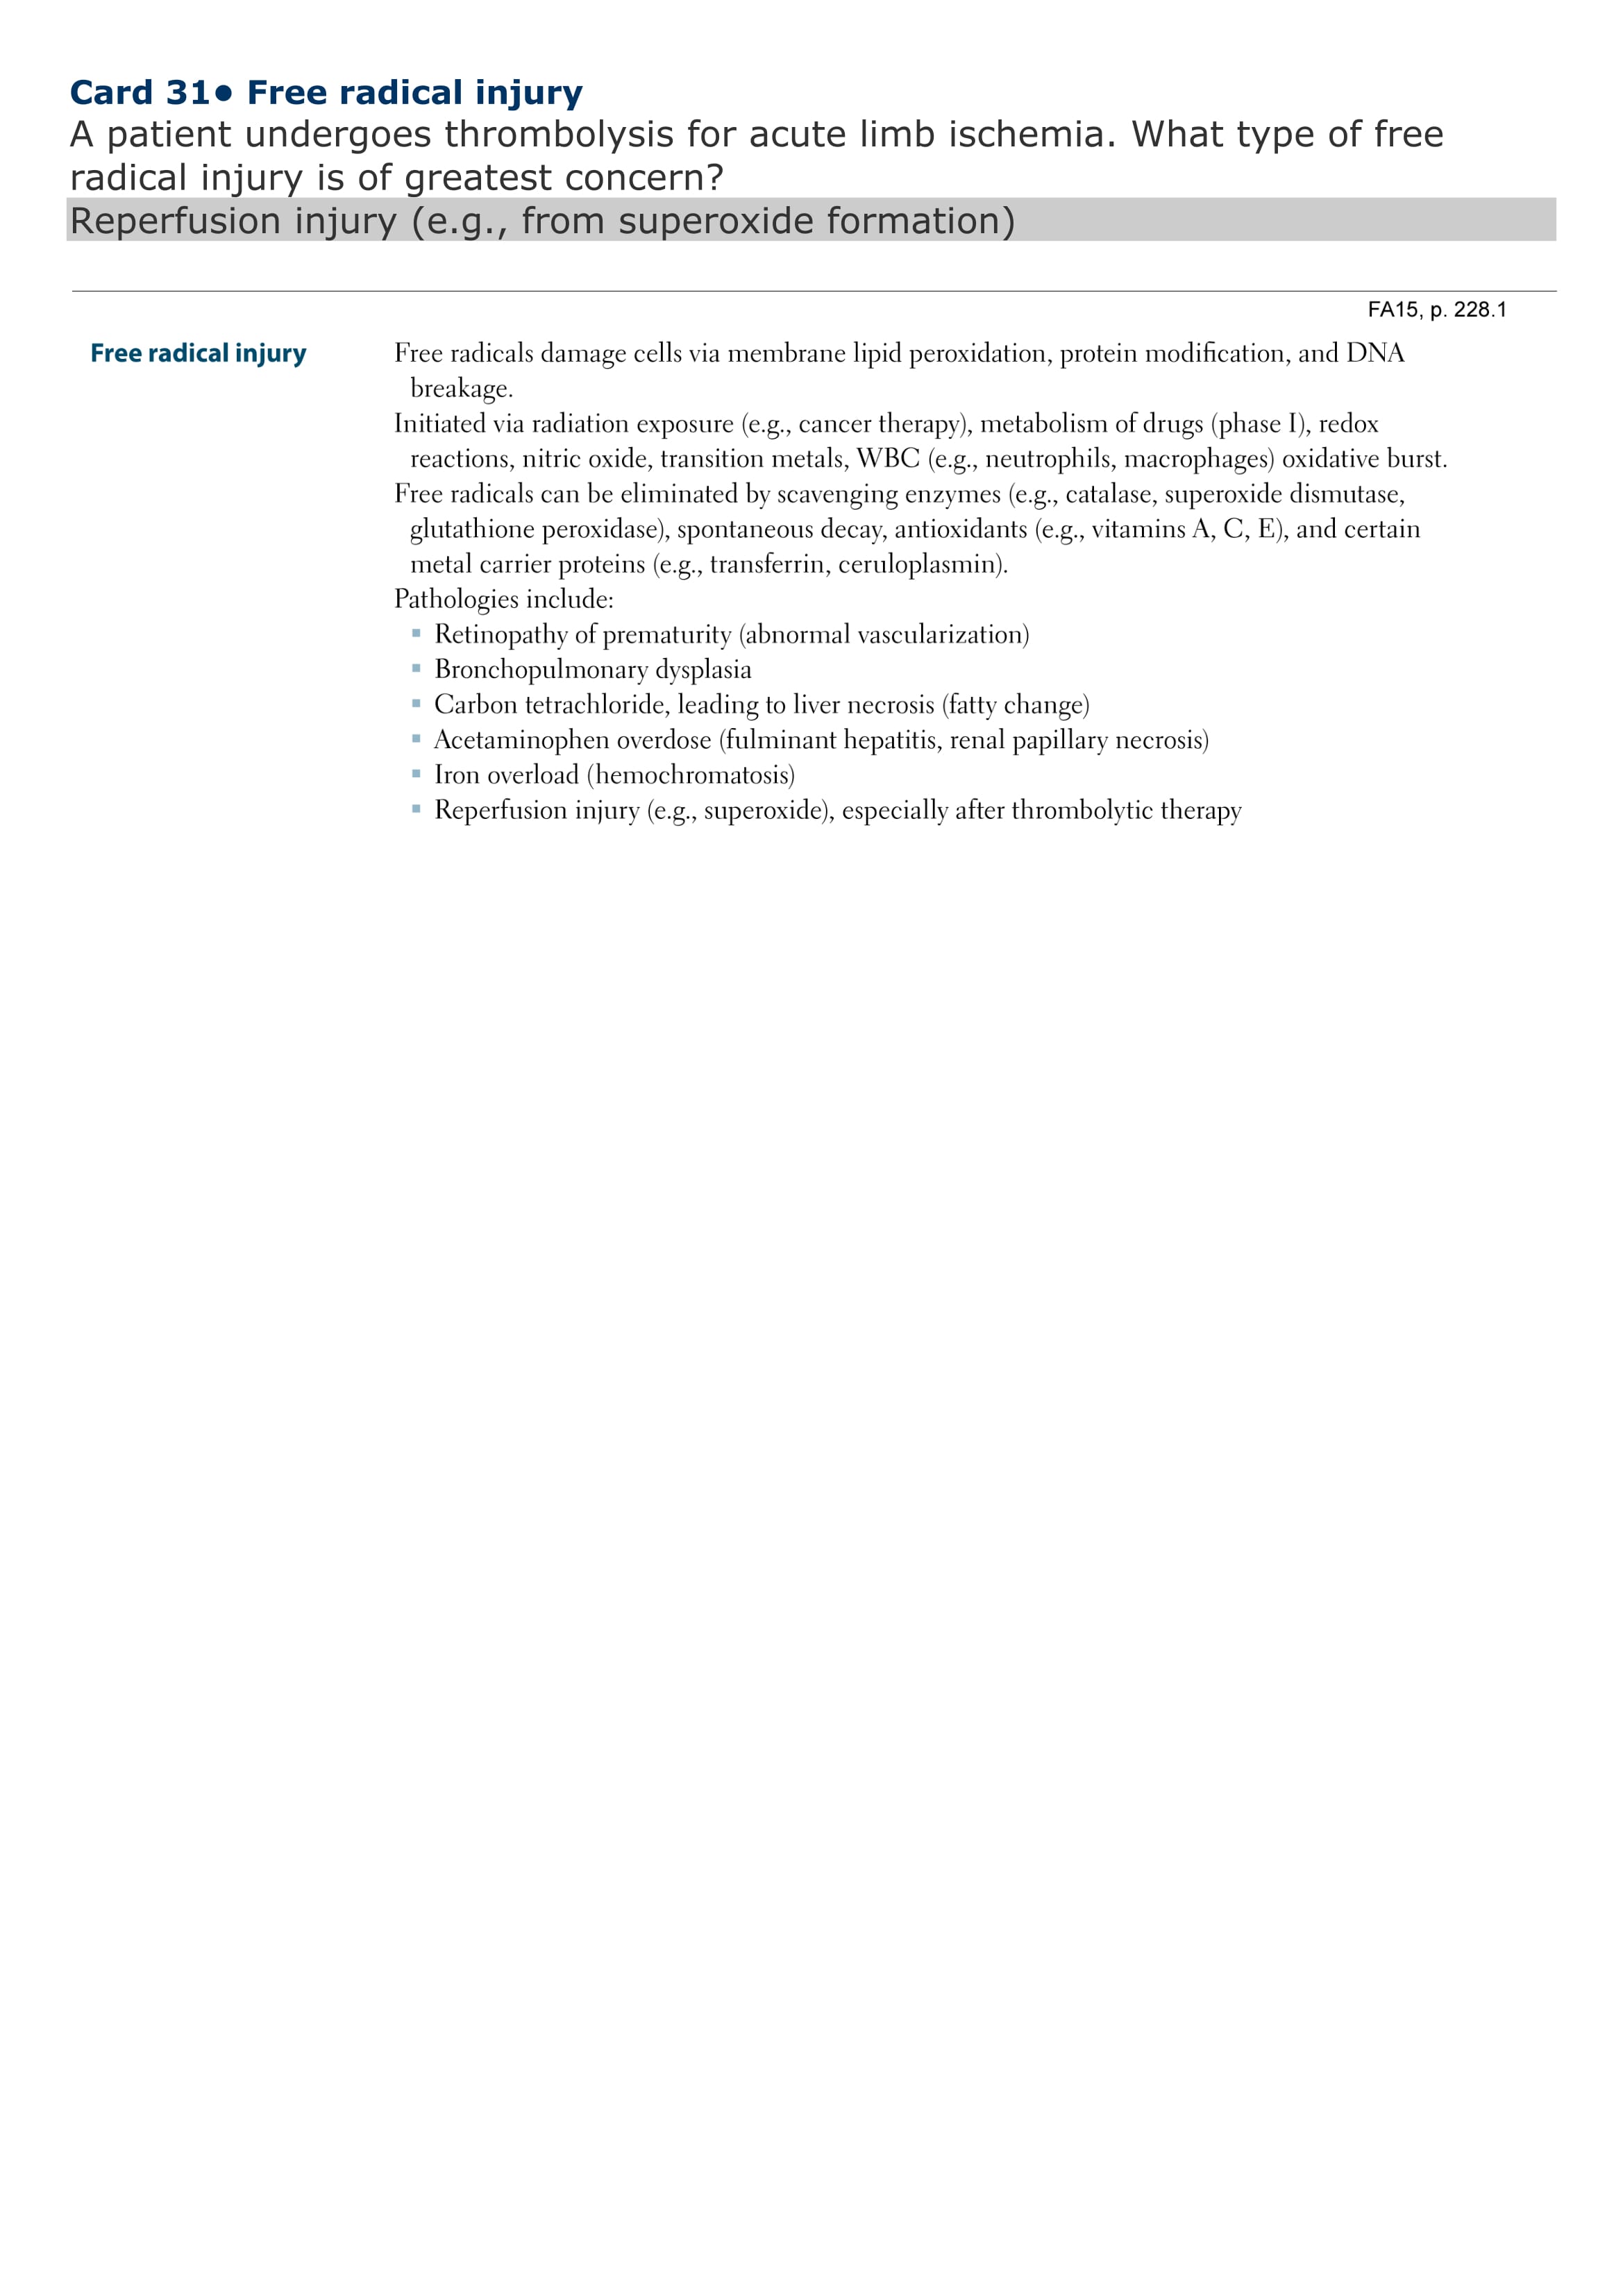 Card 31● Free radical injury
A patient undergoes thrombolysis for acute limb ischemia. What type of free
radical injury is of greatest concern?
Reperfusion injury (e.g., from superoxide formation)
FA15, p. 228.1
Free radical injury
Free radicals damage cells via membrane lipid peroxidation, protein modification, and DNA
breakage.
Initiated via radiation exposure (e.g., cancer therapy), metabolism of drugs (phase I), redox
reactions, nitric oxide, transition metals, WBC (e.g., neutrophils, macrophages) oxidative burst.
Free radicals can be eliminated by scavenging enzymes (e.g., catalase, superoxide dismutase,
glutathione peroxidase), spontaneous decay, antioxidants (e.g., vitamins A, C, E), and certain
metal carrier proteins (e.g., transferrin, ceruloplasmin).
Pathologies include:
▪ Retinopathy of prematurity (abnormal vascularization)
▪ Bronchopulmonary dysplasia
▪ Carbon tetrachloride, leading to liver necrosis (fatty change)
▪ Acetaminophen overdose (fulminant hepatitis, renal papillary necrosis)
▪ Iron overload (hemochromatosis)
▪ Reperfusion injury (e.g., superoxide), especially after thrombolytic therapy